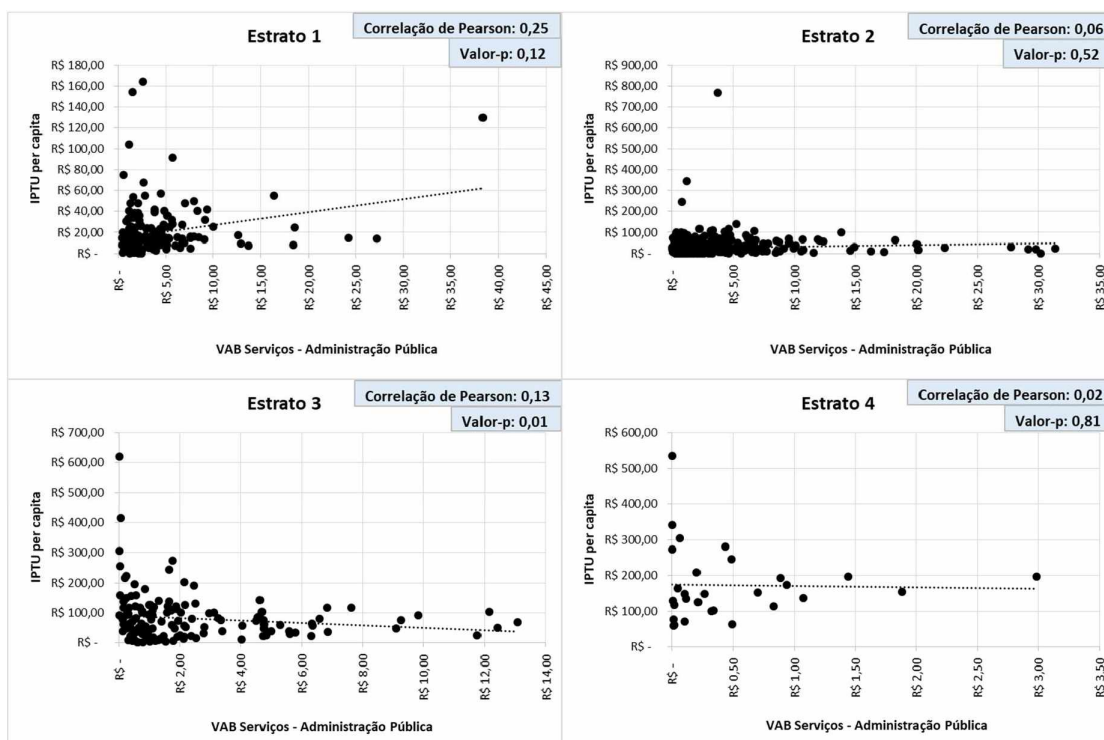 Estrato 1
Correlação de Pearson: 0,25
Valor-p: 0,12
IPTU per capita
R$ 180,00
R$ 160,00
R$ 140,00
R$ 120,00
R$ 100,00
R$ 80,00
R$ 60,00
R$ 40,00
R$ 20,00
R$ -
R$ -
R$ 5,00
R$ 10,00
R$ 15,00
R$ 20,00
R$ 25,00
R$ 30,00
R$ 35,00
R$ 40,00
R$ 45,00
VAB Serviços - Administração Pública
Estrato 2
Correlação de Pearson: 0,06
Valor-p: 0,52
IPTU per capita
R$ 900,00
R$ 800,00
R$ 700,00
R$ 600,00
R$ 500,00
R$ 400,00
R$ 300,00
R$ 200,00
R$ 100,00
R$ -
R$ -
R$ 5,00
R$ 10,00
R$ 15,00
R$ 20,00
R$ 25,00
R$ 30,00
R$ 35,00
VAB Serviços - Administração Pública
Estrato 3
Correlação de Pearson: 0,13
Valor-p: 0,01
IPTU per capita
R$ 700,00
R$ 600,00
R$ 500,00
R$ 400,00
R$ 300,00
R$ 200,00
R$ 100,00
R$ -
R$ -
R$ 2,00
R$ 4,00
R$ 6,00
R$ 8,00
R$ 10,00
R$ 12,00
R$ 14,00
VAB Serviços - Administração Pública
Estrato 4
Correlação de Pearson: 0,02
Valor-p: 0,81
IPTU per capita
R$ 600,00
R$ 500,00
R$ 400,00
R$ 300,00
R$ 200,00
R$ 100,00
R$ -
R$ -
R$ 0,50
R$ 1,00
R$ 1,50
R$ 2,00
R$ 2,50
R$ 3,00
R$ 3,50
VAB Serviços - Administração Pública